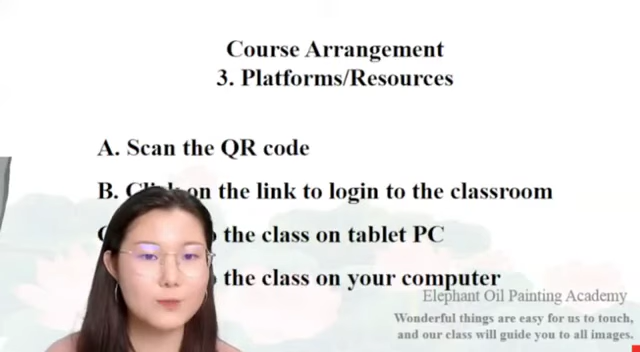 Course Arrangement
3. Platforms/Resources
A. Scan the QR code
B. Click on the link to login to the classroom
the class on tablet PC
the class on your computer
Elephant Oil Painting Academy
Wonderful things are easy for us to touch,
and our class will guide you to all images.